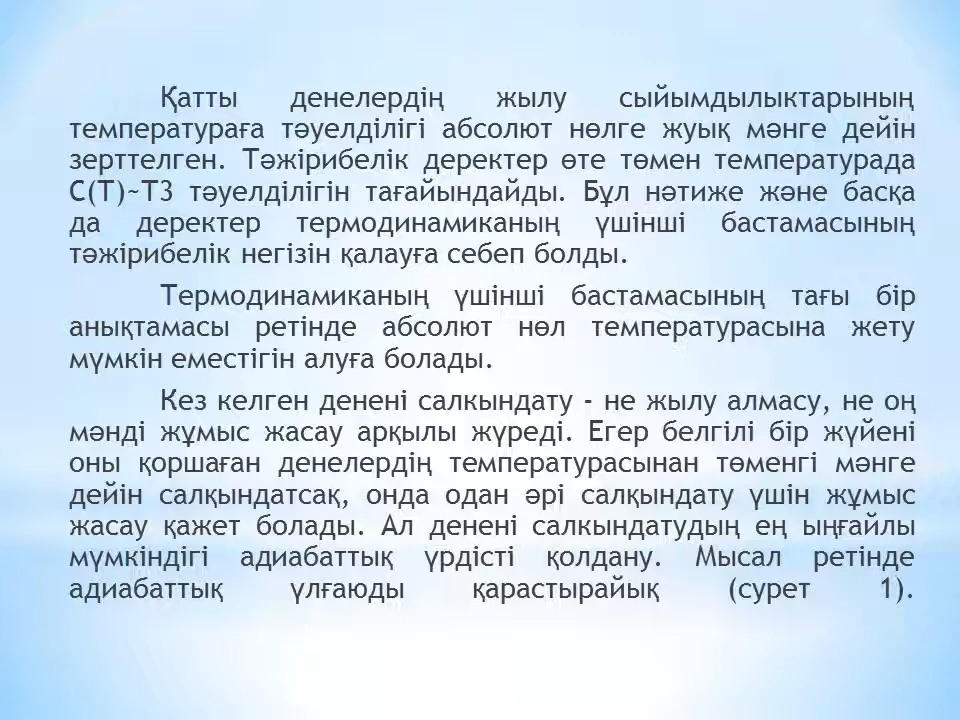 Қатты денелердің жылу сыйымдылыктарының
температураға тәуелділігі абсолют нөлге жуық мәнге дейін
зерттелген. Тәжірибелік деректер өте төмен температурада
С(Т)~Т3 тәуелділігін тағайындайды. Бұл нәтиже және басқа
да деректер термодинамиканың үшінші бастамасының
тәжірибелік негізін қалауға себеп болды.
Термодинамиканың үшінші бастамасының тағы бір
анықтамасы ретінде абсолют нөл температурасына жету
мүмкін еместігін алуға болады.
Кез келген денені салкындату - не жылу алмасу, не оң
мәнді жұмыс жасау арқылы жүреді. Егер белгілі бір жүйені
оны қоршаған денелердің температурасынан төменгі мәнге
дейін салқындатсақ, онда одан әрі салқындату үшін жұмыс
жасау қажет болады. Ал денені салкындатудың ең ыңғайлы
мүмкіндігі адиабаттық үрдісті қолдану. Мысал ретінде
адиабаттық үлғаюды қарастырайық (сурет 1).